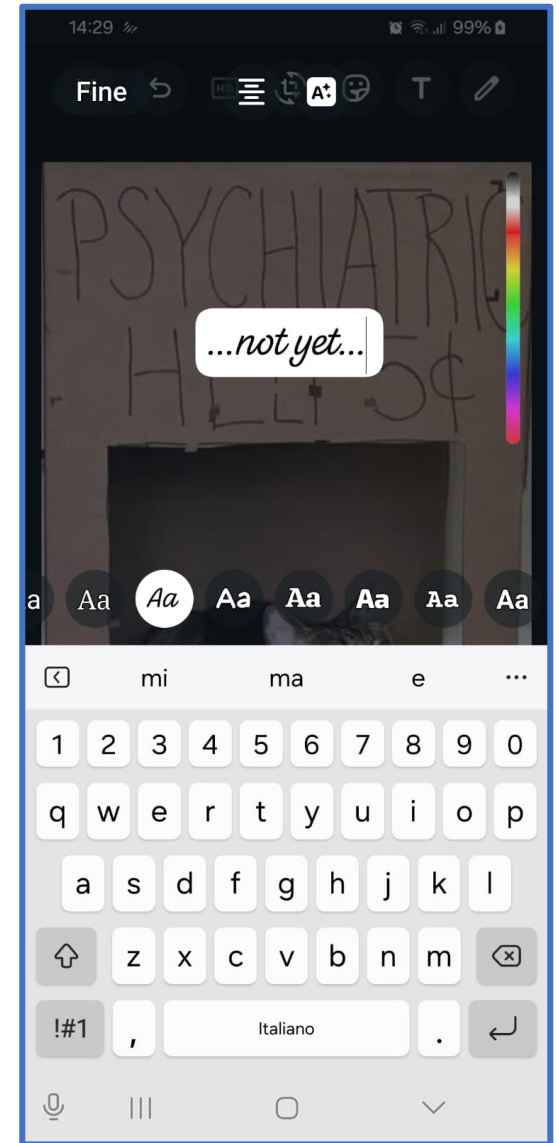 14:29 99%
Fine HD T
PSYCHIATRIC
...not yet...
HELP 5¢
a Aa Aa Aa Aa Aa Aa Aa
mi ma e ...
1 2 3 4 5 6 7 8 9 0
q w e r t y u i o p
a s d f g h j k l
z x c v b n m
!#1 , Italiano .